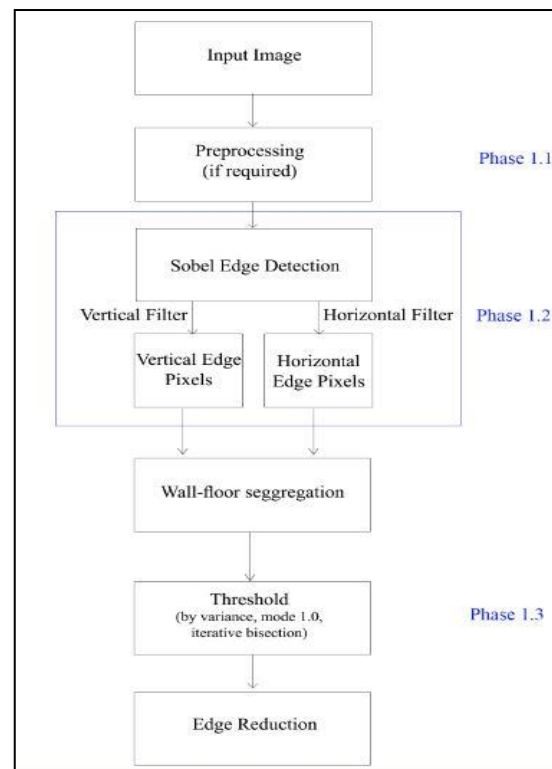 Input Image
Preprocessing
(if required)
Phase 1.1
Sobel Edge Detection
Vertical Filter
Horizontal Filter
Phase 1.2
Vertical Edge
Pixels
Horizontal
Edge Pixels
Wall-floor seggregation
Threshold
(by variance, mode 1.0,
iterative bisection)
Phase 1.3
Edge Reduction